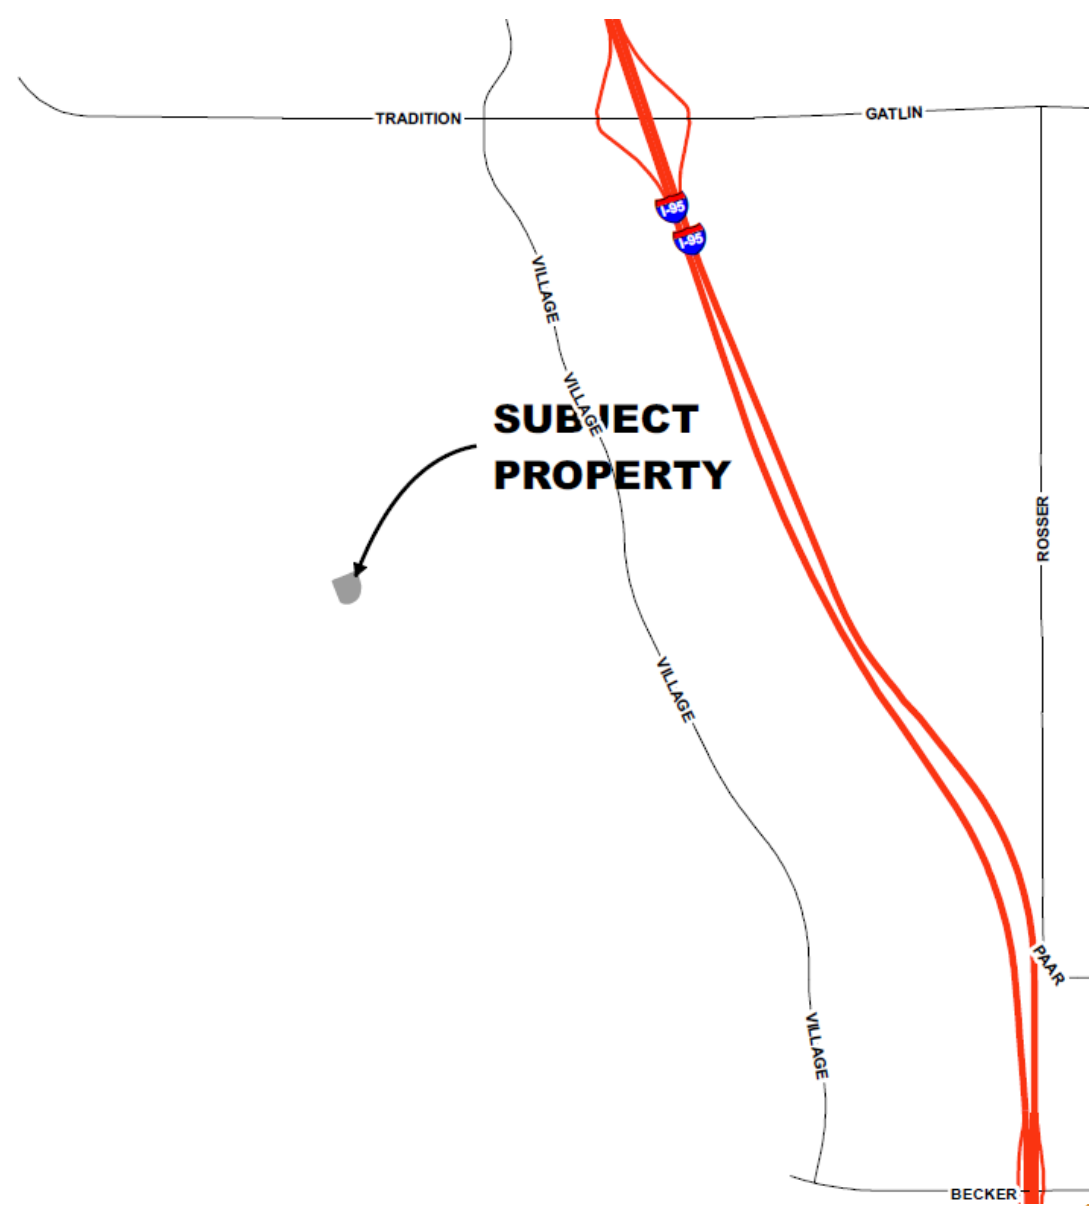 TRADITION
GATLIN
I-95
I-95
VILLAGE
VILLAGE
SUBJECT
PROPERTY
ROSSER
VILLAGE
PAAR
VILLAGE
BECKER